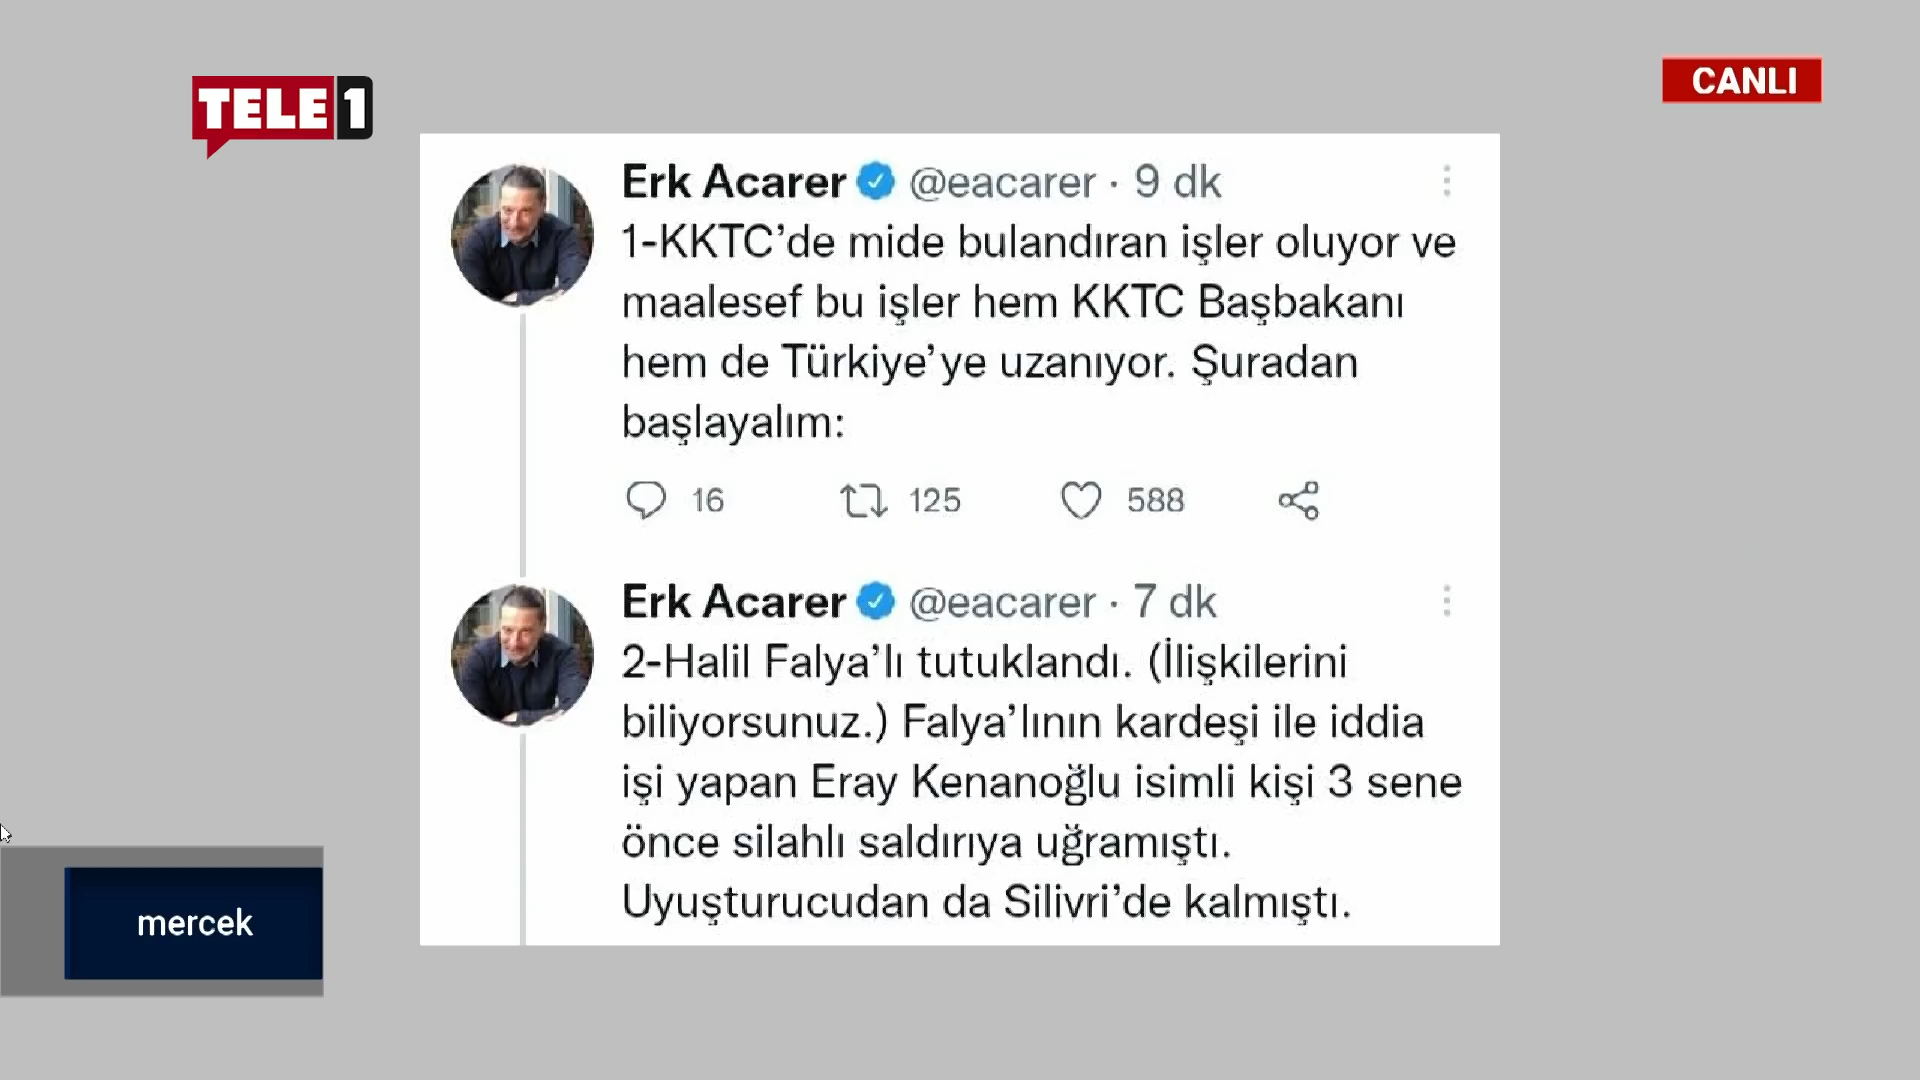 TELE1
CANLI
Erk Acarer @eacarer · 9 dk
1-KKTC’de mide bulandıran işler oluyor ve
maalesef bu işler hem KKTC Başbakanı
hem de Türkiye’ye uzanıyor. Şuradan
başlayalım:
16 125 588
Erk Acarer @eacarer · 7 dk
2-Halil Falya’lı tutuklandı. (İlişkilerini
biliyorsunuz.) Falya’lının kardeşi ile iddia
işi yapan Eray Kenanoğlu isimli kişi 3 sene
önce silahlı saldırıya uğramıştı.
Uyuşturucudan da Silivri’de kalmıştı.
mercek